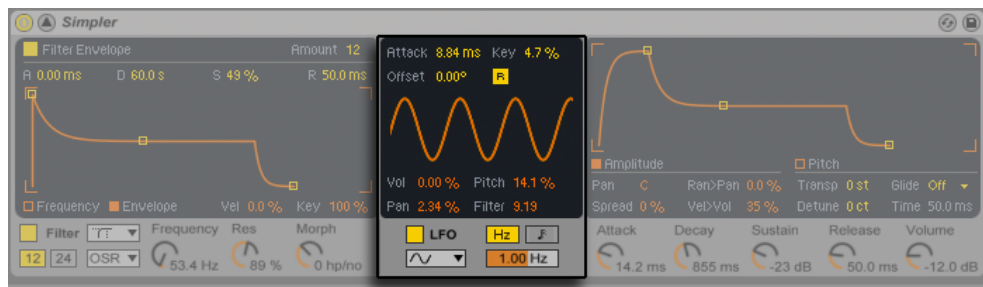 Simpler
Filter Envelope Amount 12
A 0.00 ms D 60.0 s S 49 % R 50.0 ms
Frequency Envelope Vel 0.0 % Key 100 %
Filter Frequency Res Morph
12 24 OSR 53.4 Hz 89 % 0 hp/no
Attack 8.84 ms Key 4.7 %
Offset 0.00° R
Vol 0.00 % Pitch 14.1 %
Pan 2.34 % Filter 9.19
LFO Hz
1.00 Hz
Amplitude Pitch
Pan C Ran>Pan 0.0 % Transp 0 st Glide Off
Spread 0 % Vel>Vol 35 % Detune 0 ct Time 50.0 ms
Attack Decay Sustain Release Volume
14.2 ms 855 ms -23 dB 50.0 ms -12.0 dB